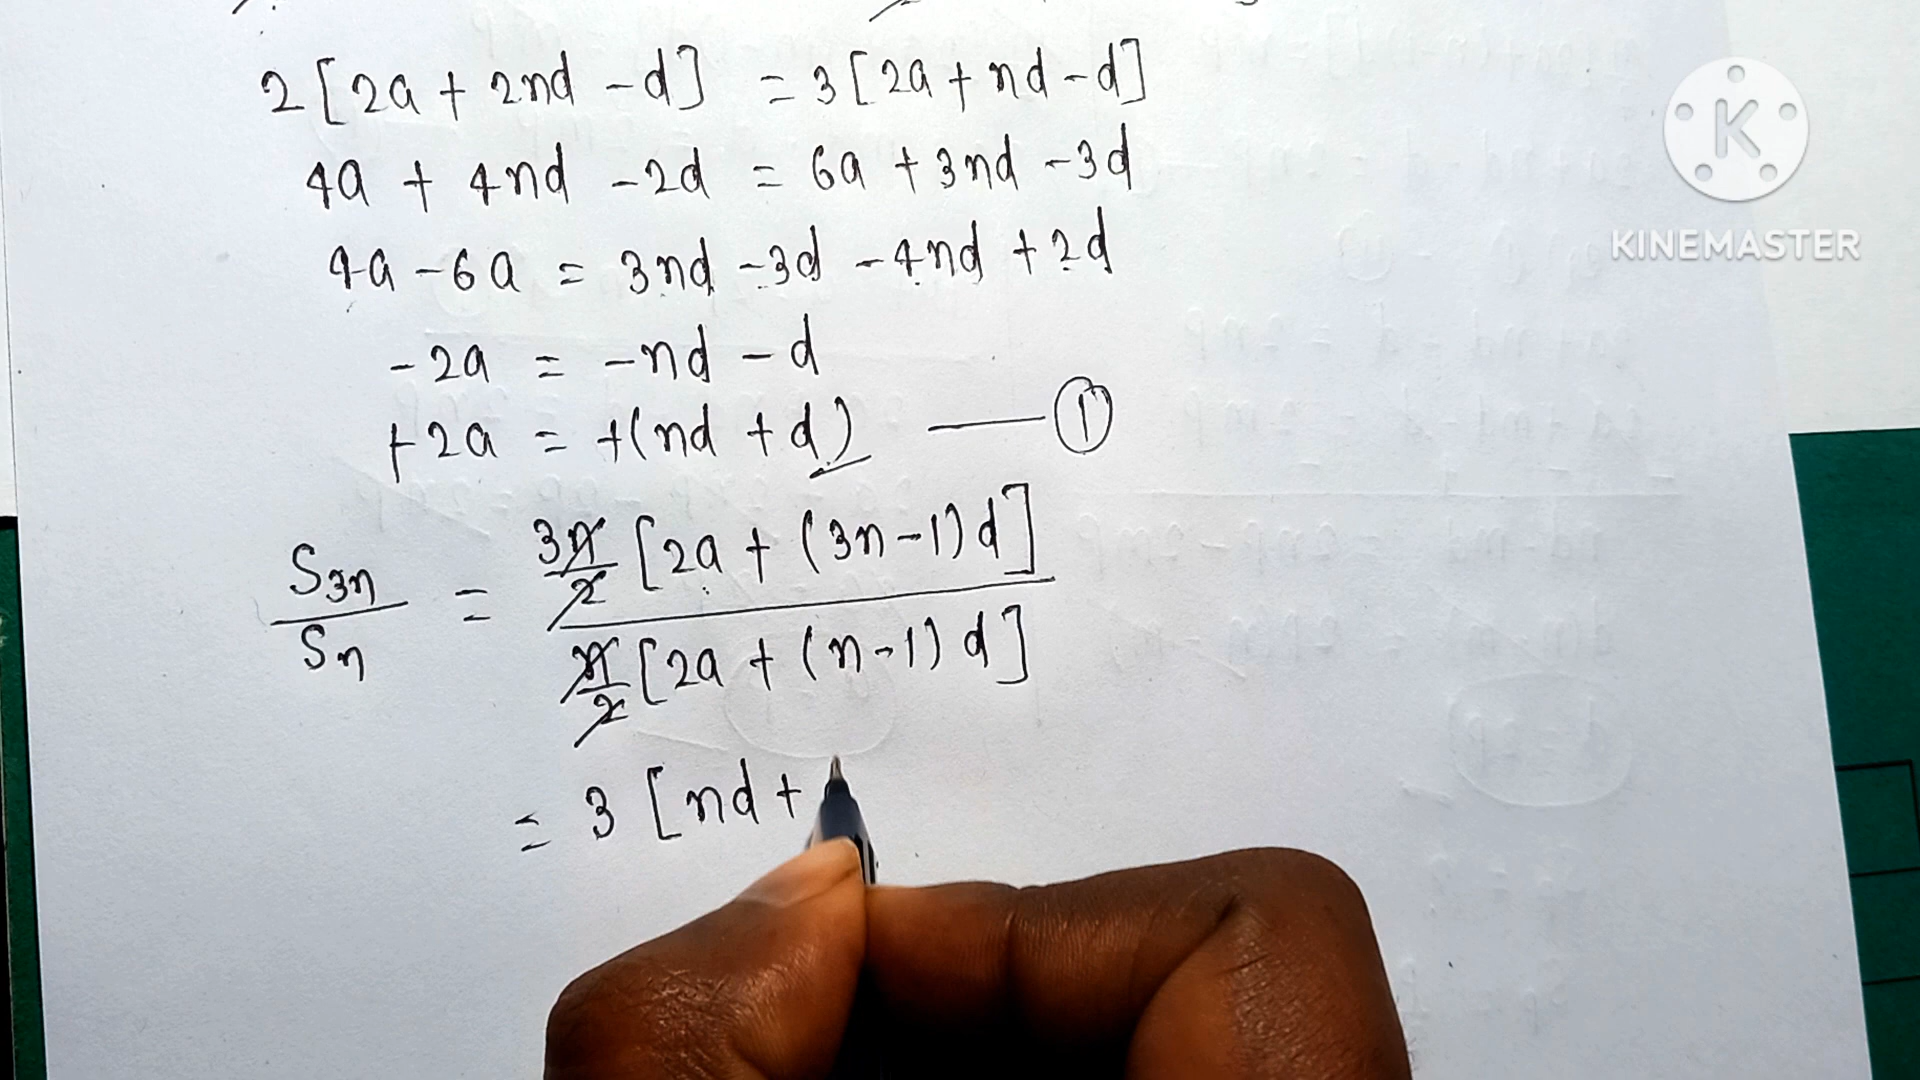 2[2a + 2nd - d] = 3[2a + nd - d]
4a + 4nd - 2d = 6a + 3nd - 3d
4a - 6a = 3nd - 3d - 4nd + 2d
-2a = -nd - d
+2a = +(nd + d) — ①
S3n/Sn = 3n/2 [2a + (3n-1)d] / n/2 [2a + (n-1)d]
= 3 [nd +
K
KINEMASTER